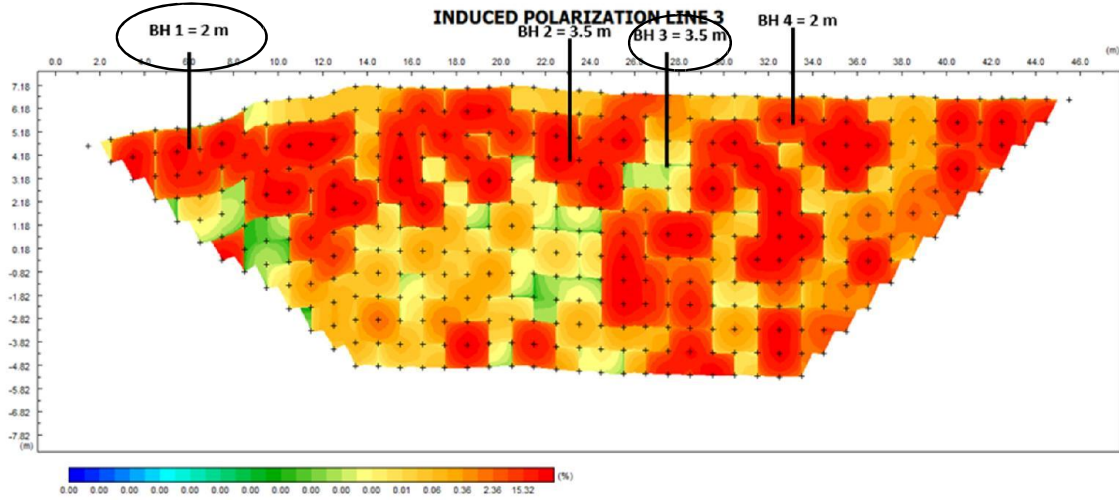 INDUCED POLARIZATION LINE 3
BH 1 = 2 m
BH 2 = 3.5 m
BH 3 = 3.5 m
BH 4 = 2 m
0.0 2.0 4.0 6.0 8.0 10.0 12.0 14.0 16.0 18.0 20.0 22.0 24.0 30.0 32.0 34.0 36.0 38.0 40.0 42.0 44.0 46.0 (m)
7.18
6.18
5.18
4.18
3.18
2.18
1.18
0.18
-0.82
-1.82
-2.82
-3.82
-4.82
-5.82
-6.82
-7.82
(m)
0.00 0.00 0.00 0.00 0.00 0.00 0.00 0.00 0.00 0.00 0.01 0.06 0.36 2.36 15.32 (%)